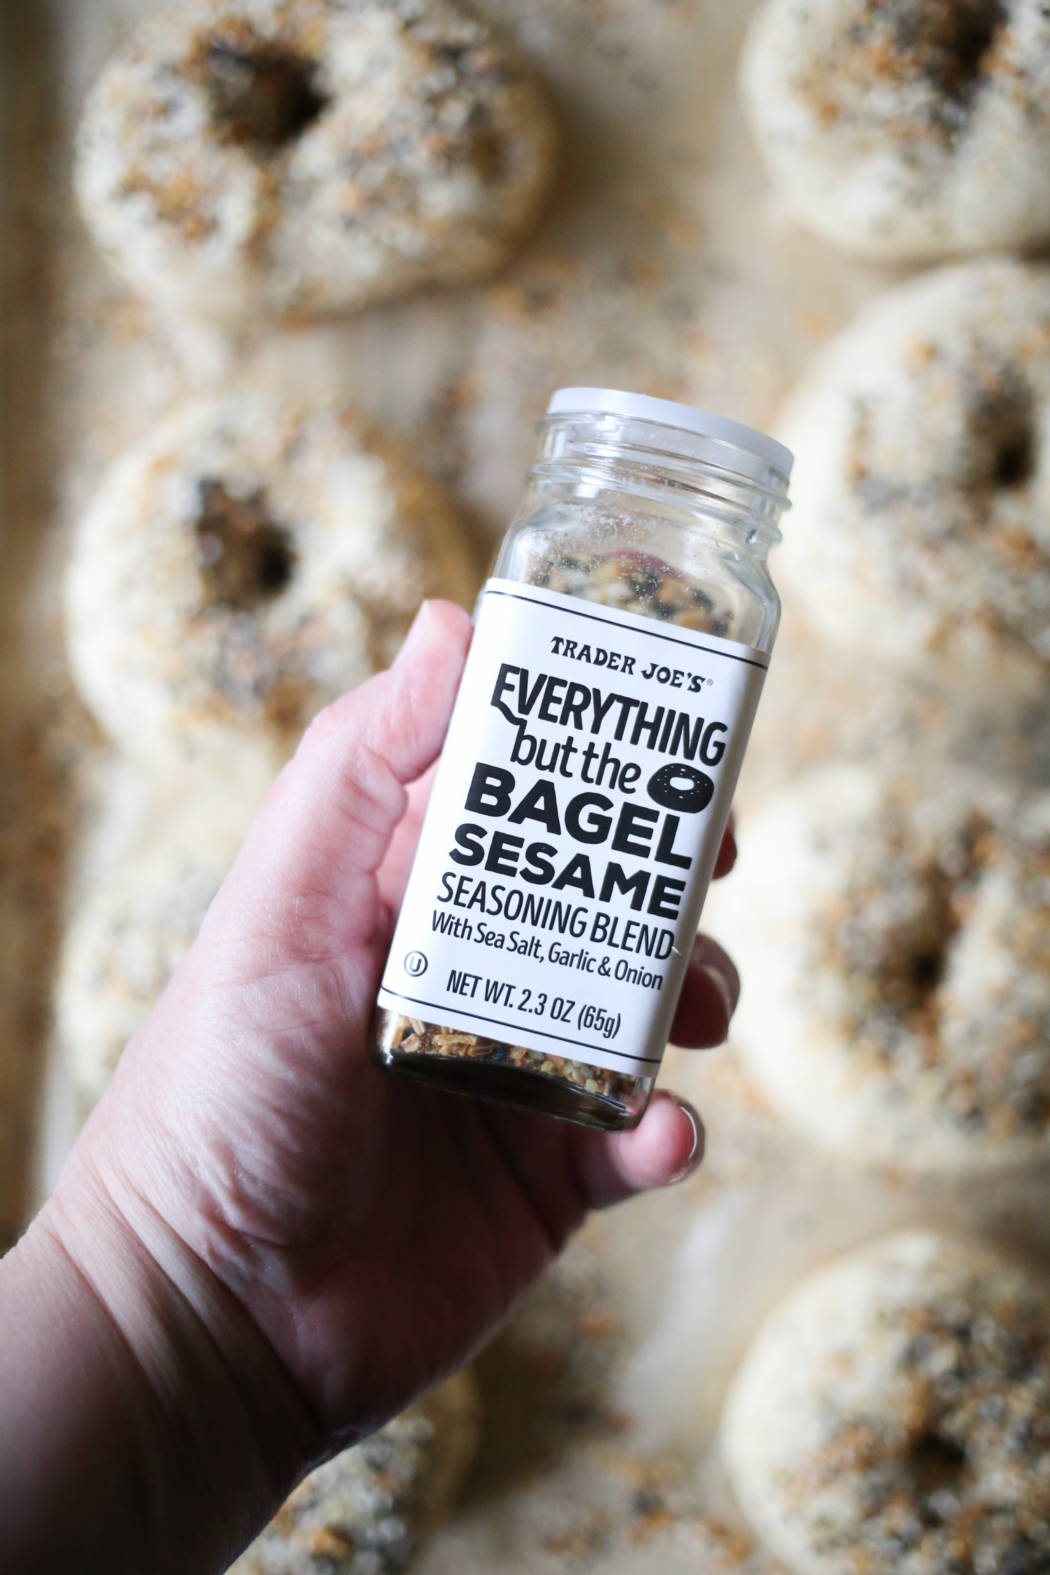 TRADER JOE'S®
EVERYTHING
but the
BAGEL
SESAME
SEASONING BLEND
With Sea Salt, Garlic & Onion
U
NET WT. 2.3 OZ (65g)